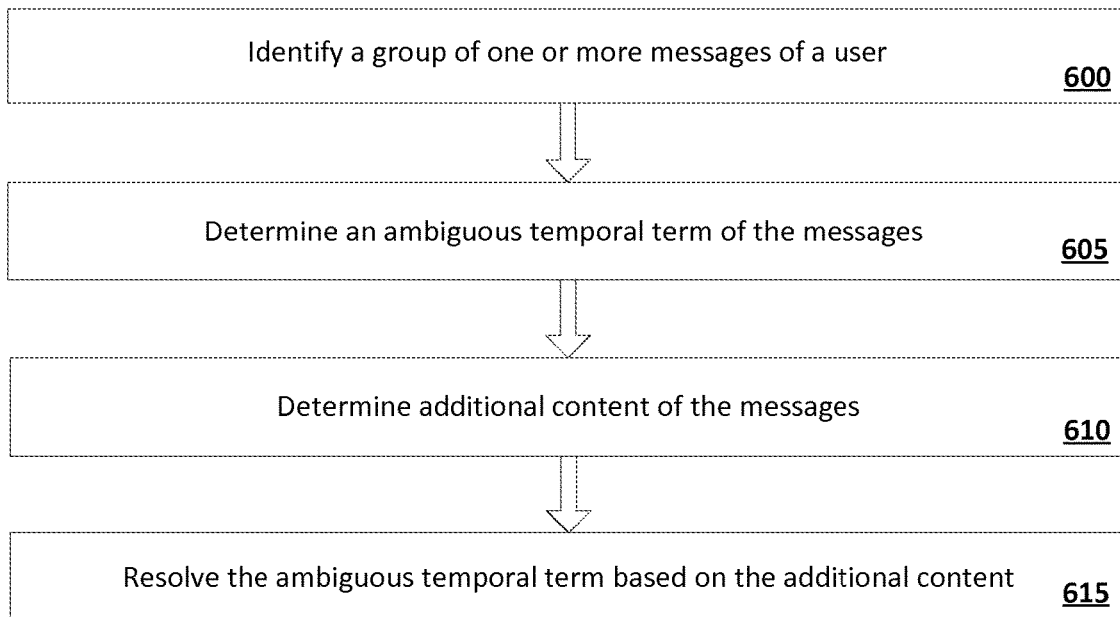 Identify a group of one or more messages of a user
600
Determine an ambiguous temporal term of the messages
605
Determine additional content of the messages
610
Resolve the ambiguous temporal term based on the additional content
615